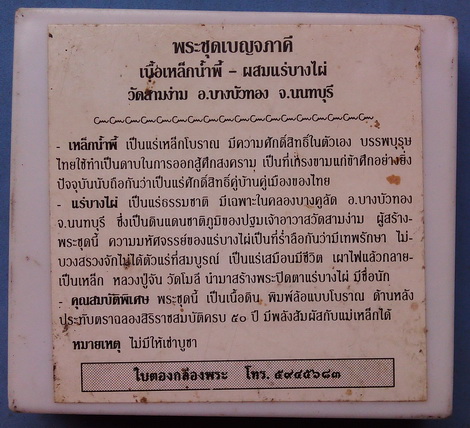 พระชุดเบญจภาคี
เนื้อเหล็กน้ำพี้ – ผสมแร่บางไผ่
วัดสามง่าม อ.บางบัวทอง จ.นนทบุรี
- เหล็กน้ำพี้ เป็นแร่เหล็กโบราณ มีความศักดิ์สิทธิ์ในตัวเอง บรรพบุรุษ
ไทยใช้ทำเป็นดาบในการออกสู้ศึกสงคราม เป็นที่เกรงขามแก่ข้าศึกอย่างยิ่ง
ปัจจุบันนับถือกันว่าเป็นแร่ศักดิ์สิทธิ์คู่บ้านคู่เมืองของไทย
- แร่บางไผ่ เป็นแร่ธรรมชาติ มีเฉพาะในคลองบางคูลัด อ.บางบัวทอง
จ.นนทบุรี ซึ่งเป็นดินแดนชาติภูมิของปฐมเจ้าอาวาสวัดสามง่าม ผู้สร้าง-
พระชุดนี้ ความมหัศจรรย์ของแร่บางไผ่เป็นที่ร่ำลือกันว่ามีเทพรักษา ไม่-
บวงสรวงจักไม่ได้ตัวแร่ที่สมบูรณ์ เป็นแร่เสมือนมีชีวิต เผาไฟแล้วกลาย-
เป็นเหล็ก หลวงปู่จัน วัดโมลี นำมาสร้างพระปิดตาแร่บางไผ่ มีชื่อนัก
- คุณสมบัติพิเศษ พระชุดนี้ เป็นเนื้อดิน พิมพ์ล้อแบบโบราณ ด้านหลัง
ประทับตราฉลองสิริราชสมบัติครบ ๕๐ ปี มีพลังสัมผัสกับแม่เหล็กได้
หมายเหตุ ไม่มีให้เช่าบูชา
ใบตองกล่องพระ โทร. ๕๙๔๕๖๘๓